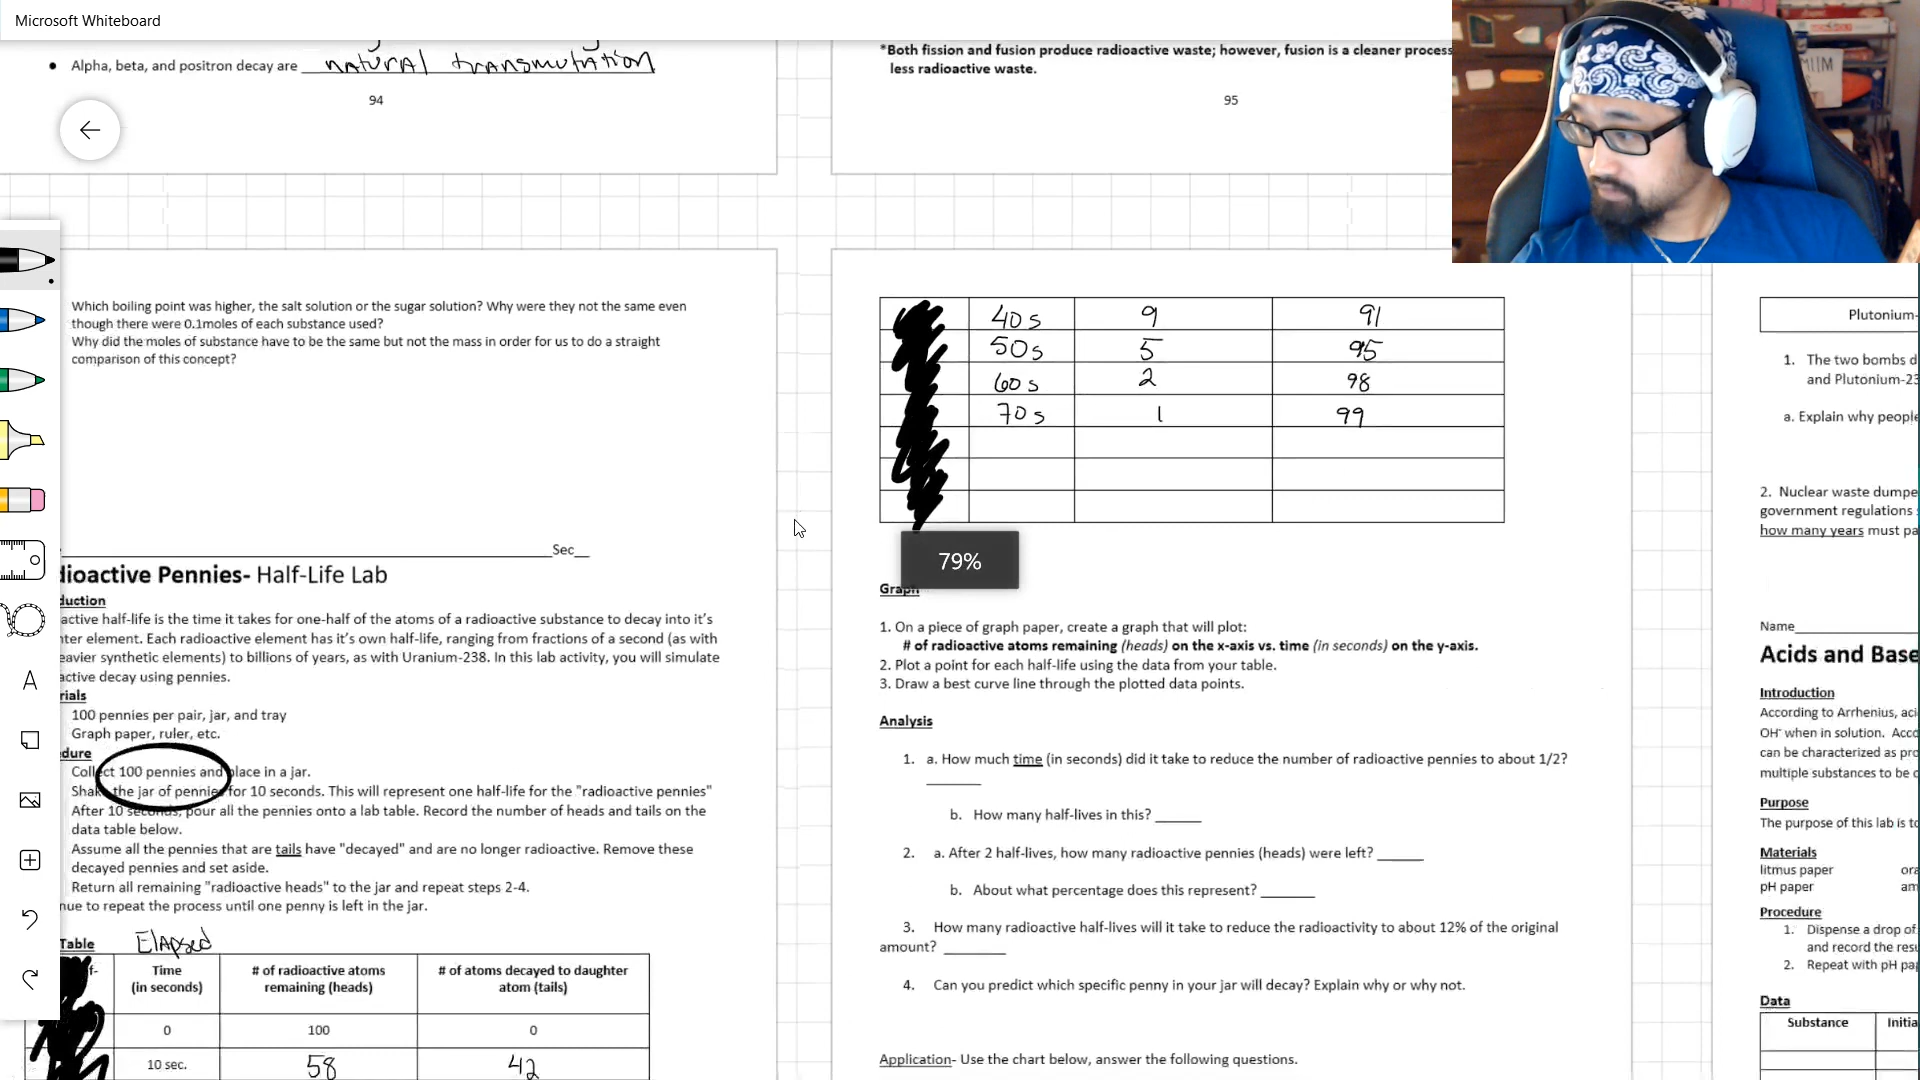 Microsoft Whiteboard
• Alpha, beta, and positron decay are natural transmutation
94
*Both fission and fusion produce radioactive waste; however, fusion is a cleaner process
less radioactive waste.
95
Which boiling point was higher, the salt solution or the sugar solution? Why were they not the same even
though there were 0.1moles of each substance used?
Why did the moles of substance have to be the same but not the mass in order for us to do a straight
comparison of this concept?
Sec__
dioactive Pennies- Half-Life Lab
duction
active half-life is the time it takes for one-half of the atoms of a radioactive substance to decay into it's
nter element. Each radioactive element has it's own half-life, ranging from fractions of a second (as with
eavier synthetic elements) to billions of years, as with Uranium-238. In this lab activity, you will simulate
active decay using pennies.
rials
100 pennies per pair, jar, and tray
Graph paper, ruler, etc.
edure
Collect 100 pennies and place in a jar.
Shake the jar of pennies for 10 seconds. This will represent one half-life for the "radioactive pennies"
After 10 seconds, pour all the pennies onto a lab table. Record the number of heads and tails on the
data table below.
Assume all the pennies that are tails have "decayed" and are no longer radioactive. Remove these
decayed pennies and set aside.
Return all remaining "radioactive heads" to the jar and repeat steps 2-4.
nue to repeat the process until one penny is left in the jar.
Table Elapsed
f- Time (in seconds) # of radioactive atoms remaining (heads) # of atoms decayed to daughter atom (tails)
0 100 0
10 sec. 58 42
40 s 9 91
50 s 5 95
60 s 2 98
70 s 1 99
79%
Graph
1. On a piece of graph paper, create a graph that will plot:
# of radioactive atoms remaining (heads) on the x-axis vs. time (in seconds) on the y-axis.
2. Plot a point for each half-life using the data from your table.
3. Draw a best curve line through the plotted data points.
Analysis
1. a. How much time (in seconds) did it take to reduce the number of radioactive pennies to about 1/2?
b. How many half-lives in this? ______
2. a. After 2 half-lives, how many radioactive pennies (heads) were left? ______
b. About what percentage does this represent? _______
3. How many radioactive half-lives will it take to reduce the radioactivity to about 12% of the original
amount? ________
4. Can you predict which specific penny in your jar will decay? Explain why or why not.
Application- Use the chart below, answer the following questions.
Plutonium-
1. The two bombs d
and Plutonium-23
a. Explain why people
2. Nuclear waste dumpe
government regulations s
how many years must pa
Name
Acids and Base
Introduction
According to Arrhenius, aci
OH⁻ when in solution. Acco
can be characterized as pro
multiple substances to be c
Purpose
The purpose of this lab is to
Materials
litmus paper ora
pH paper am
Procedure
1. Dispense a drop of
and record the resu
2. Repeat with pH pap
Data
Substance Initia